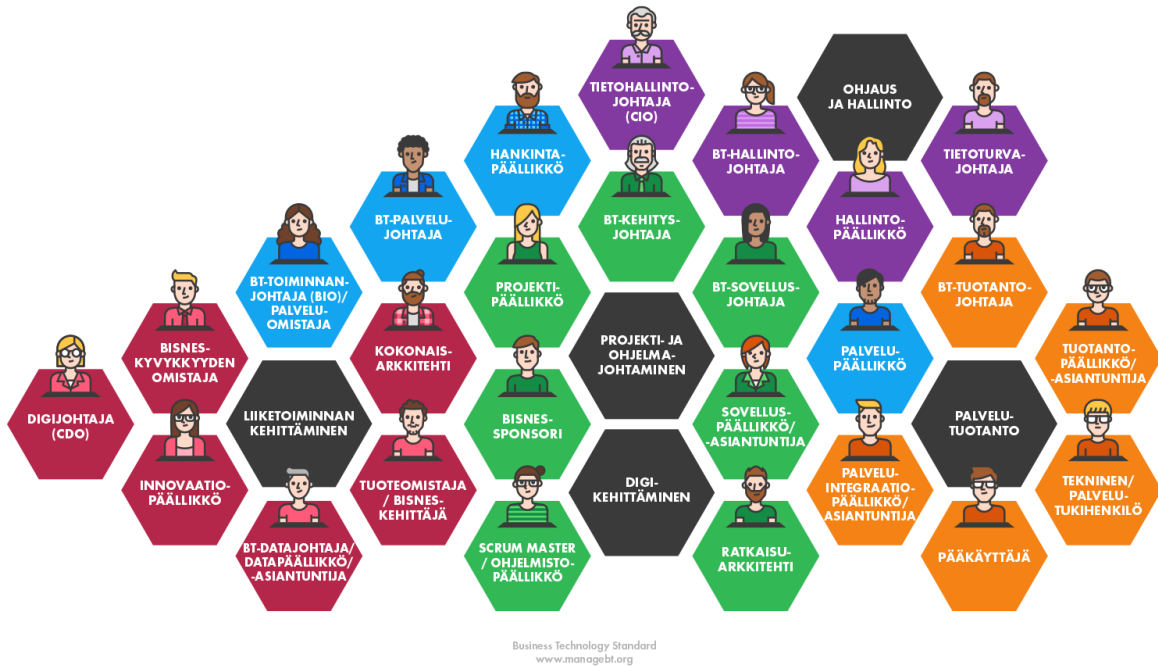 TIETOHALLINTO-
JOHTAJA
(CIO)
OHJAUS
JA HALLINTO
HANKINTA-
PÄÄLLIKKÖ
BT-HALLINTO-
JOHTAJA
TIETOTURVA-
JOHTAJA
BT-PALVELU-
JOHTAJA
BT-KEHITYS-
JOHTAJA
HALLINTO-
PÄÄLLIKKÖ
BT-TOIMINNAN-
JOHTAJA (BIO)/
PALVELU-
OMISTAJA
PROJEKTI-
PÄÄLLIKKÖ
BT-SOVELLUS-
JOHTAJA
BT-TUOTANTO-
JOHTAJA
BISNES-
KYVYKKYYDEN
OMISTAJA
KOKONAIS-
ARKKITEHTI
PROJEKTI- JA
OHJELMA-
JOHTAMINEN
PALVELU-
PÄÄLLIKKÖ
TUOTANTO-
PÄÄLLIKKÖ/
-ASIANTUNTIJA
DIGIJOHTAJA
(CDO)
LIIKETOIMINNAN
KEHITTÄMINEN
BISNES-
SPONSORI
SOVELLUS-
PÄÄLLIKKÖ/
-ASIANTUNTIJA
PALVELU-
TUOTANTO
INNOVAATIO-
PÄÄLLIKKÖ
TUOTEOMISTAJA
/ BISNES-
KEHITTÄJÄ
DIGI-
KEHITTÄMINEN
PALVELU-
INTEGRAATIO-
PÄÄLLIKKÖ/
ASIANTUNTIJA
TEKNINEN/
PALVELU-
TUKIHENKILÖ
BT-DATAJOHTAJA/
DATAPÄÄLLIKKÖ/
-ASIANTUNTIJA
SCRUM MASTER
/ OHJELMISTO-
PÄÄLLIKKÖ
RATKAISU-
ARKKITEHTI
PÄÄKÄYTTÄJÄ
Business Technology Standard
www.managebt.org